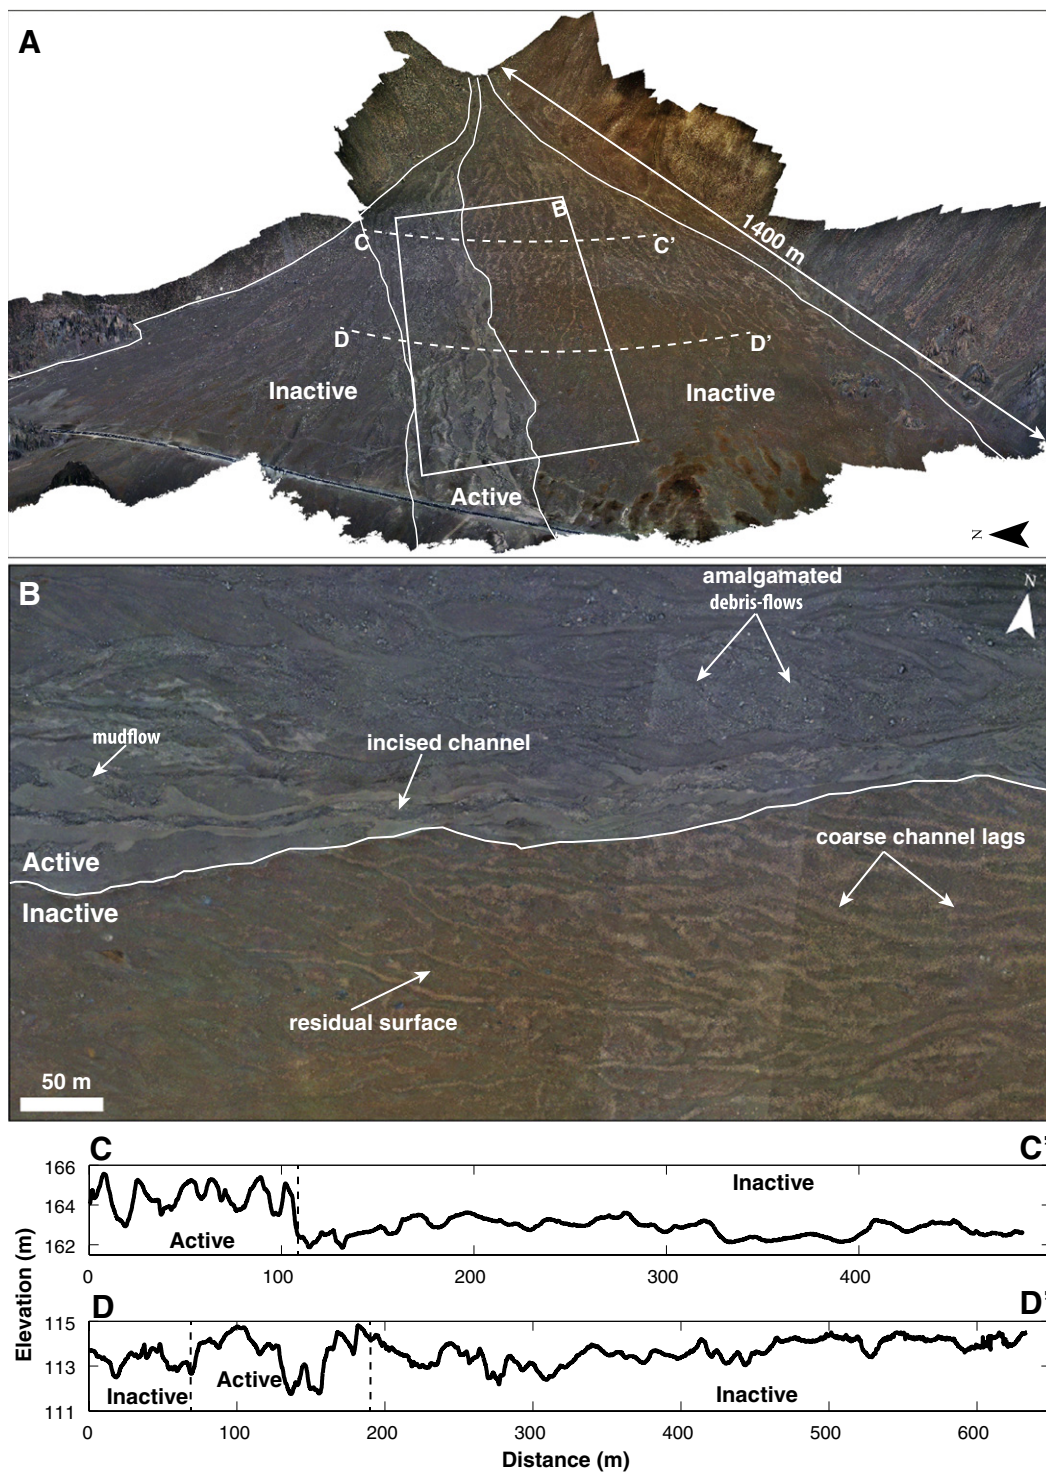 A
B
1400 m
C
C'
D
D'
Inactive
Inactive
Active
N
B
amalgamated
debris-flows
N
mudflow
incised channel
coarse channel lags
Active
Inactive
residual surface
50 m
C
C'
166
164
162
Inactive
Active
0
100
200
300
400
D
D'
115
113
111
Inactive
Active
Inactive
0
100
200
300
400
500
600
Elevation (m)
Distance (m)